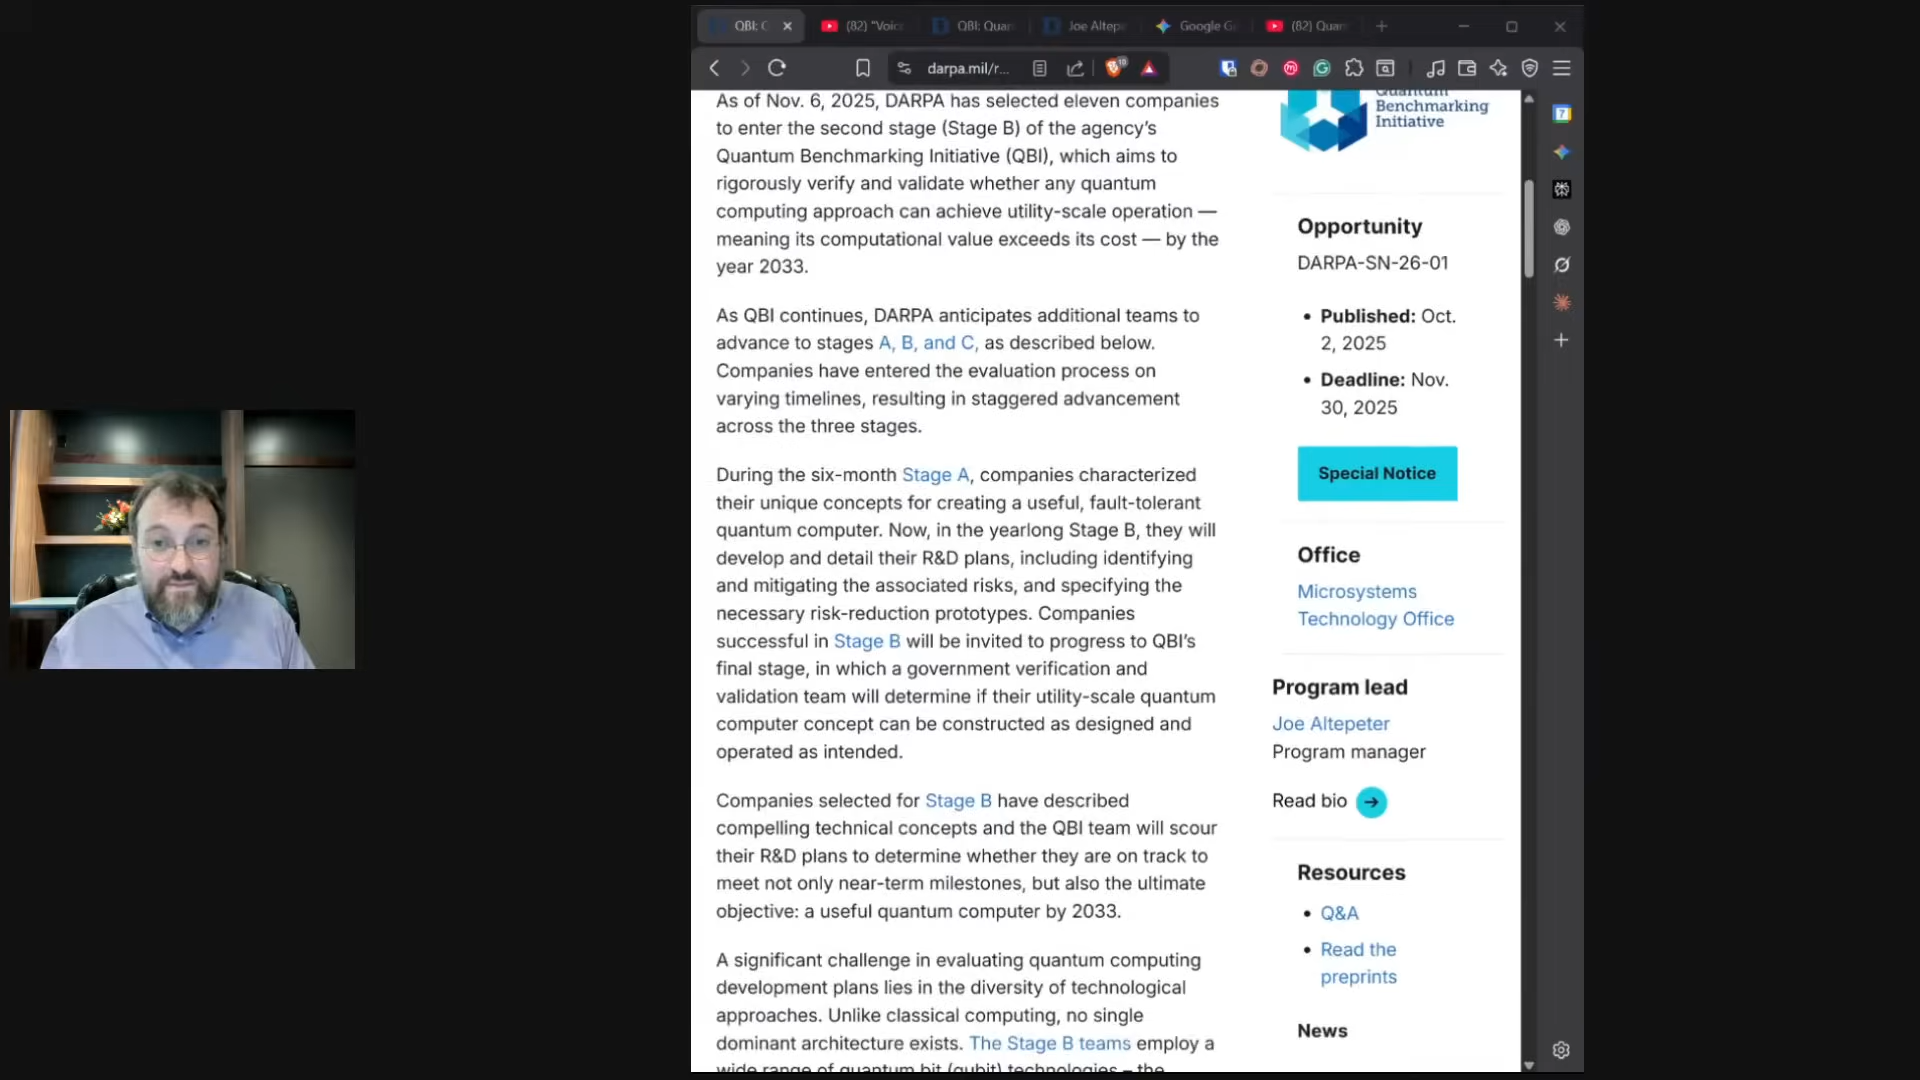 QBI: C
(82) "Voic
QBI: Quan
Joe Altep
Google G
(82) Quan
darpa.mil/r...
10
As of Nov. 6, 2025, DARPA has selected eleven companies
to enter the second stage (Stage B) of the agency's
Quantum Benchmarking Initiative (QBI), which aims to
rigorously verify and validate whether any quantum
computing approach can achieve utility-scale operation —
meaning its computational value exceeds its cost — by the
year 2033.
As QBI continues, DARPA anticipates additional teams to
advance to stages A, B, and C, as described below.
Companies have entered the evaluation process on
varying timelines, resulting in staggered advancement
across the three stages.
During the six-month Stage A, companies characterized
their unique concepts for creating a useful, fault-tolerant
quantum computer. Now, in the yearlong Stage B, they will
develop and detail their R&D plans, including identifying
and mitigating the associated risks, and specifying the
necessary risk-reduction prototypes. Companies
successful in Stage B will be invited to progress to QBI's
final stage, in which a government verification and
validation team will determine if their utility-scale quantum
computer concept can be constructed as designed and
operated as intended.
Companies selected for Stage B have described
compelling technical concepts and the QBI team will scour
their R&D plans to determine whether they are on track to
meet not only near-term milestones, but also the ultimate
objective: a useful quantum computer by 2033.
A significant challenge in evaluating quantum computing
development plans lies in the diversity of technological
approaches. Unlike classical computing, no single
dominant architecture exists. The Stage B teams employ a
wide range of quantum bit (qubit) technologies – the
Quantum
Benchmarking
Initiative
Opportunity
DARPA-SN-26-01
• Published: Oct.
2, 2025
• Deadline: Nov.
30, 2025
Special Notice
Office
Microsystems
Technology Office
Program lead
Joe Altepeter
Program manager
Read bio
Resources
• Q&A
• Read the
preprints
News
7